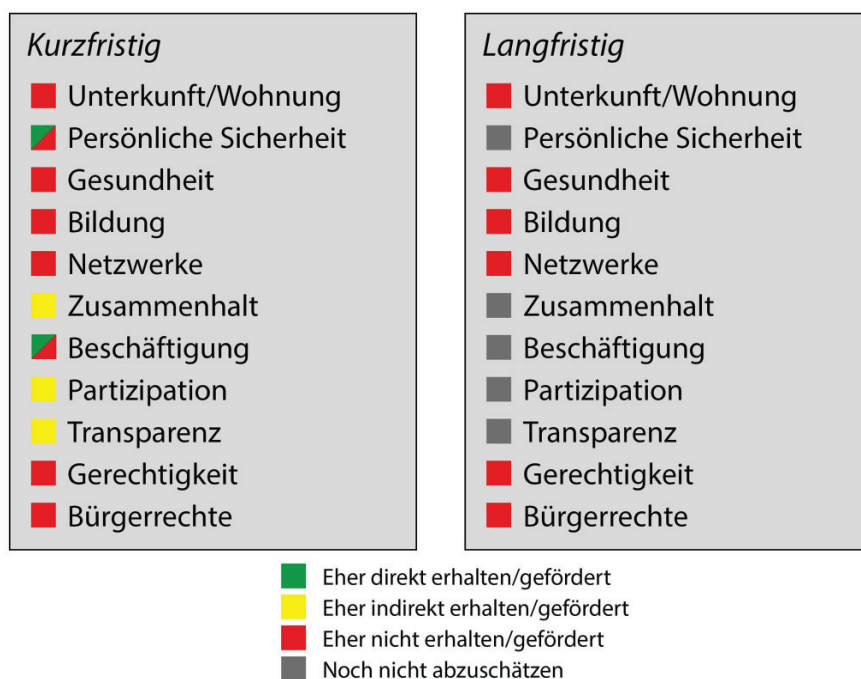 Kurzfristig
Unterkunft/Wohnung
Persönliche Sicherheit
Gesundheit
Bildung
Netzwerke
Zusammenhalt
Beschäftigung
Partizipation
Transparenz
Gerechtigkeit
Bürgerrechte
Langfristig
Unterkunft/Wohnung
Persönliche Sicherheit
Gesundheit
Bildung
Netzwerke
Zusammenhalt
Beschäftigung
Partizipation
Transparenz
Gerechtigkeit
Bürgerrechte
Eher direkt erhalten/gefördert
Eher indirekt erhalten/gefördert
Eher nicht erhalten/gefördert
Noch nicht abzuschätzen